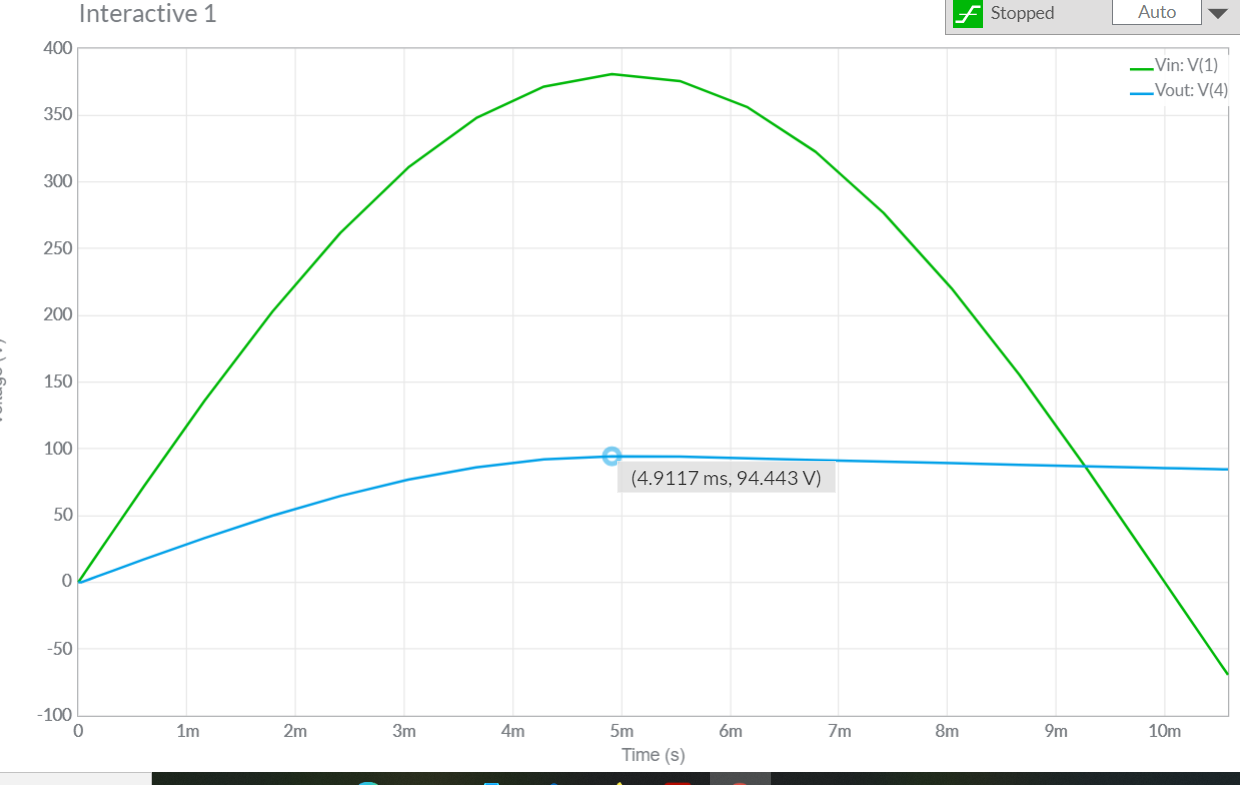 Interactive 1
Stopped
Auto
Vin: V(1)
Vout: V(4)
400
350
300
250
200
150
100
50
0
-50
-100
(4.9117 ms, 94.443 V)
0 1m 2m 3m 4m 5m 6m 7m 8m 9m 10m
Time (s)